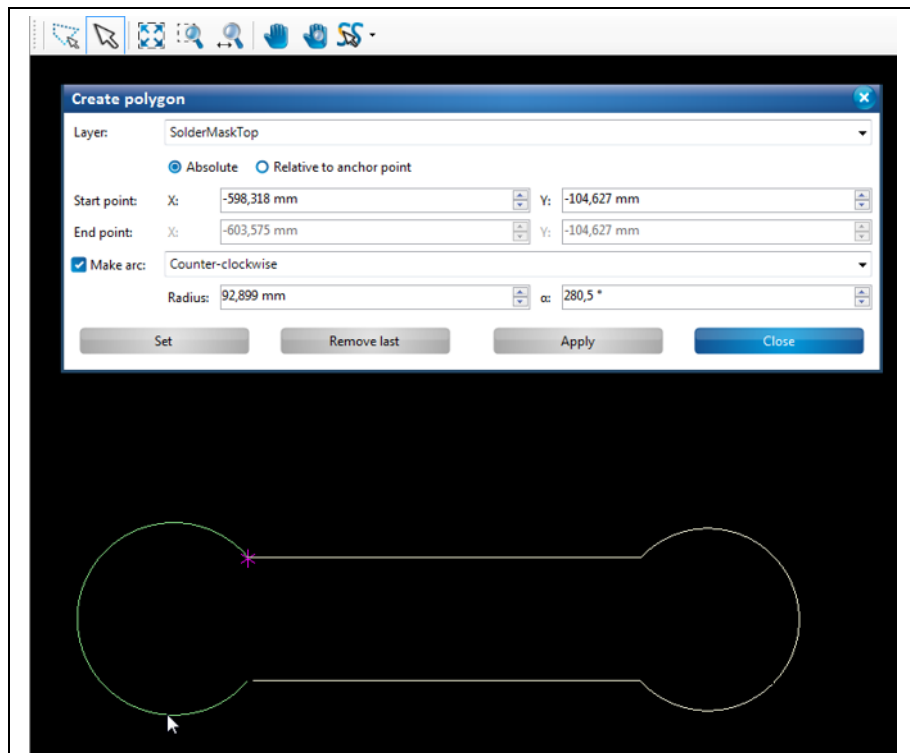 Create polygon
Layer: SolderMaskTop
Absolute Relative to anchor point
Start point: X: -598,318 mm Y: -104,627 mm
End point: X: -603,575 mm Y: -104,627 mm
Make arc: Counter-clockwise
Radius: 92,899 mm α: 280,5 °
Set Remove last Apply Close